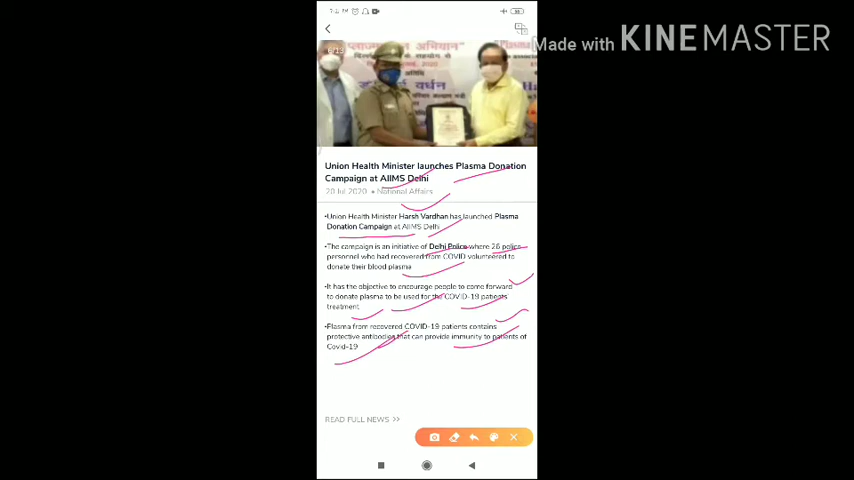 Made with KINEMASTER
6/13
Union Health Minister launches Plasma Donation
Campaign at AIIMS Delhi
20 Jul 2020 • National Affairs
•Union Health Minister Harsh Vardhan has launched Plasma
Donation Campaign at AIIMS Delhi
•The campaign is an initiative of Delhi Police where 26 police
personnel who had recovered from COVID volunteered to
donate their blood plasma
•It has the objective to encourage people to come forward
to donate plasma to be used for the COVID-19 patients'
treatment
•Plasma from recovered COVID-19 patients contains
protective antibodies that can provide immunity to patients of
Covid-19
READ FULL NEWS >>